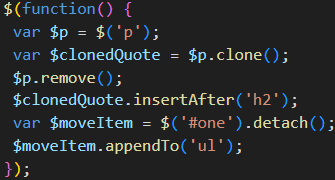 $(function() {
var $p = $('p');
var $clonedQuote = $p.clone();
$p.remove();
$clonedQuote.insertAfter('h2');
var $moveItem = $('#one').detach();
$moveItem.appendTo('ul');
});